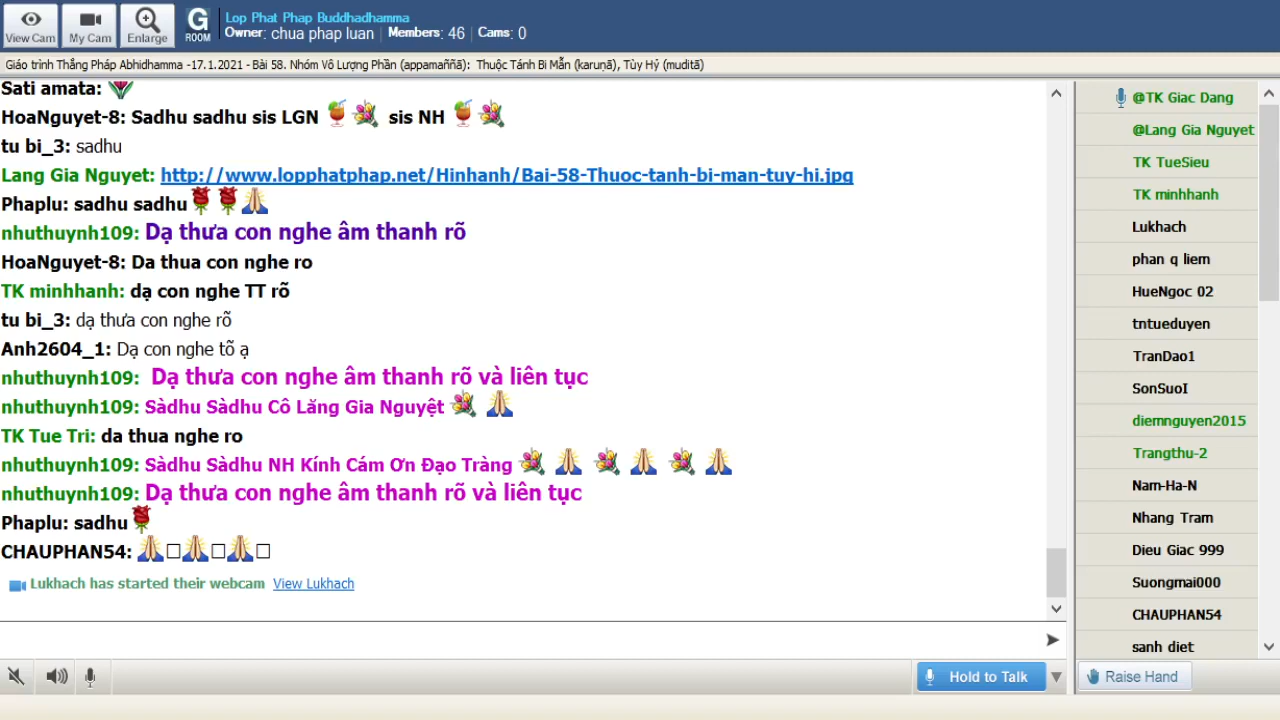 View Cam
My Cam
Enlarge
G ROOM
Lop Phat Phap Buddhadhamma
Owner: chua phap luan Members: 46 Cams: 0
Giáo trình Thắng Pháp Abhidhamma -17.1.2021 - Bài 58. Nhóm Vô Lượng Phần (appamaññā): Thuộc Tánh Bi Mẫn (karuṇā), Tùy Hỷ (muditā)
Sati amata:
HoaNguyet-8: Sadhu sadhu sis LGN sis NH
tu bi_3: sadhu
Lang Gia Nguyet: http://www.lopphatphap.net/Hinhanh/Bai-58-Thuoc-tanh-bi-man-tuy-hi.jpg
Phaplu: sadhu sadhu
nhuthuynh109: Dạ thưa con nghe âm thanh rõ
HoaNguyet-8: Da thua con nghe ro
TK minhhanh: dạ con nghe TT rõ
tu bi_3: dạ thưa con nghe rõ
Anh2604_1: Dạ con nghe tõ ạ
nhuthuynh109: Dạ thưa con nghe âm thanh rõ và liên tục
nhuthuynh109: Sàdhu Sàdhu Cô Lăng Gia Nguyệt
TK Tue Tri: da thua nghe ro
nhuthuynh109: Sàdhu Sàdhu NH Kính Cám Ơn Đạo Tràng
nhuthuynh109: Dạ thưa con nghe âm thanh rõ và liên tục
Phaplu: sadhu
CHAUPHAN54:
Lukhach has started their webcam View Lukhach
Hold to Talk
@TK Giac Dang
@Lang Gia Nguyet
TK TueSieu
TK minhhanh
Lukhach
phan q liem
HueNgoc 02
tntueduyen
TranDao1
SonSuoI
diemnguyen2015
Trangthu-2
Nam-Ha-N
Nhang Tram
Dieu Giac 999
Suongmai000
CHAUPHAN54
sanh diet
Raise Hand